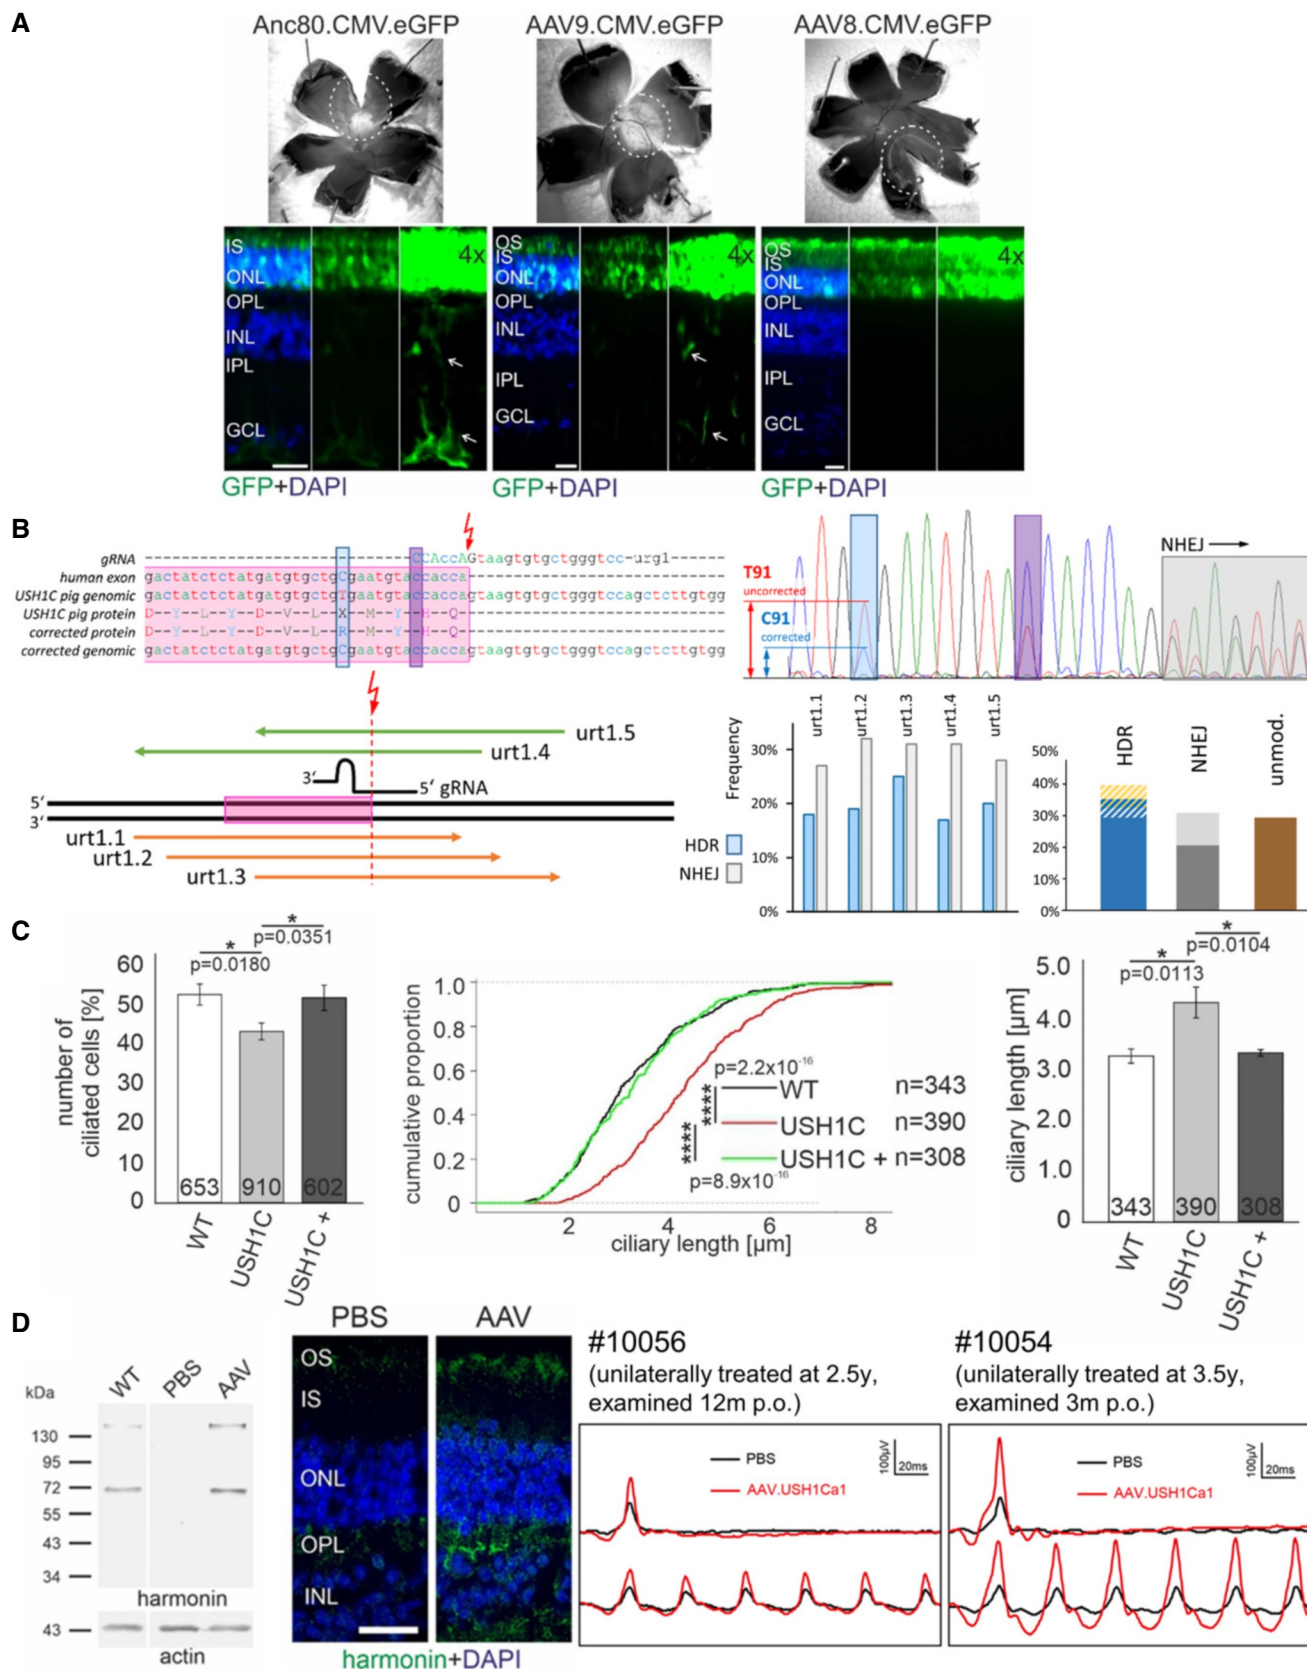 A
Anc80.CMV.eGFP
AAV9.CMV.eGFP
AAV8.CMV.eGFP
IS
ONL
OPL
INL
IPL
GCL
4x
GFP+DAPI
OS
IS
ONL
OPL
INL
IPL
GCL
4x
GFP+DAPI
OS
IS
ONL
OPL
INL
IPL
GCL
4x
GFP+DAPI
B
gRNA CCACCAGtaagtgtgctgggtcc-urg1
human exon gactatctctatgatgtgctgCgaatgtaccacca
USH1C pig genomic gactatctctatgatgtgctgTgaatgtaccaccagtaagtgtgctgggtccagctcttgtgg
USH1C pig protein D - Y - L - Y - D - V - L - X - M - Y - H - Q
corrected protein D - Y - L - Y - D - V - L - R - M - Y - H - Q
corrected genomic gactatctctatgatgtgctgCgaatgtaccaccagtaagtgtgctgggtccagctcttgtgg
T91
uncorrected
C91
corrected
NHEJ
urt1.5
urt1.4
3‘
5‘ gRNA
5‘
3‘
urt1.1
urt1.2
urt1.3
Frequency
30%
20%
10%
0%
urt1.1
urt1.2
urt1.3
urt1.4
urt1.5
HDR
NHEJ
50%
40%
30%
20%
10%
0%
HDR
NHEJ
unmod.
C
number of
ciliated cells [%]
60
50
40
30
20
10
0
*
p=0.0180
*
p=0.0351
653
910
602
WT
USH1C
USH1C +
cumulative proportion
1.0
0.8
0.6
0.4
0.2
0
2 4 6 8
ciliary length [µm]
p=2.2x10-16
WT n=343
USH1C n=390
USH1C + n=308
****
****
p=8.9x10-16
ciliary length [µm]
5.0
4.0
3.0
2.0
1.0
0
*
p=0.0113
*
p=0.0104
343
390
308
WT
USH1C
USH1C +
D
kDa
WT
PBS
AAV
130
95
72
55
43
34
harmonin
43
actin
PBS
AAV
OS
IS
ONL
OPL
INL
harmonin+DAPI
#10056
(unilaterally treated at 2.5y,
examined 12m p.o.)
PBS
AAV.USH1Ca1
100µV
20ms
#10054
(unilaterally treated at 3.5y,
examined 3m p.o.)
PBS
AAV.USH1Ca1
100µV
20ms